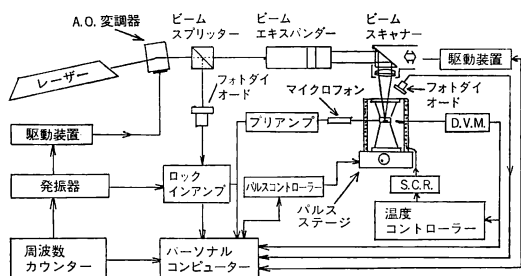 A.O. 変調器
ビーム
スプリッター
ビーム
エキスパンダー
ビーム
スキャナー
駆動装置
レーザー
フォトダイ
オード
マイクロフォン
フォトダイ
オード
プリアンプ
D.V.M.
駆動装置
発振器
ロック
インアンプ
パルスコントローラー
パルス
ステージ
S.C.R.
温度
コントローラー
周波数
カウンター
パーソナル
コンピューター